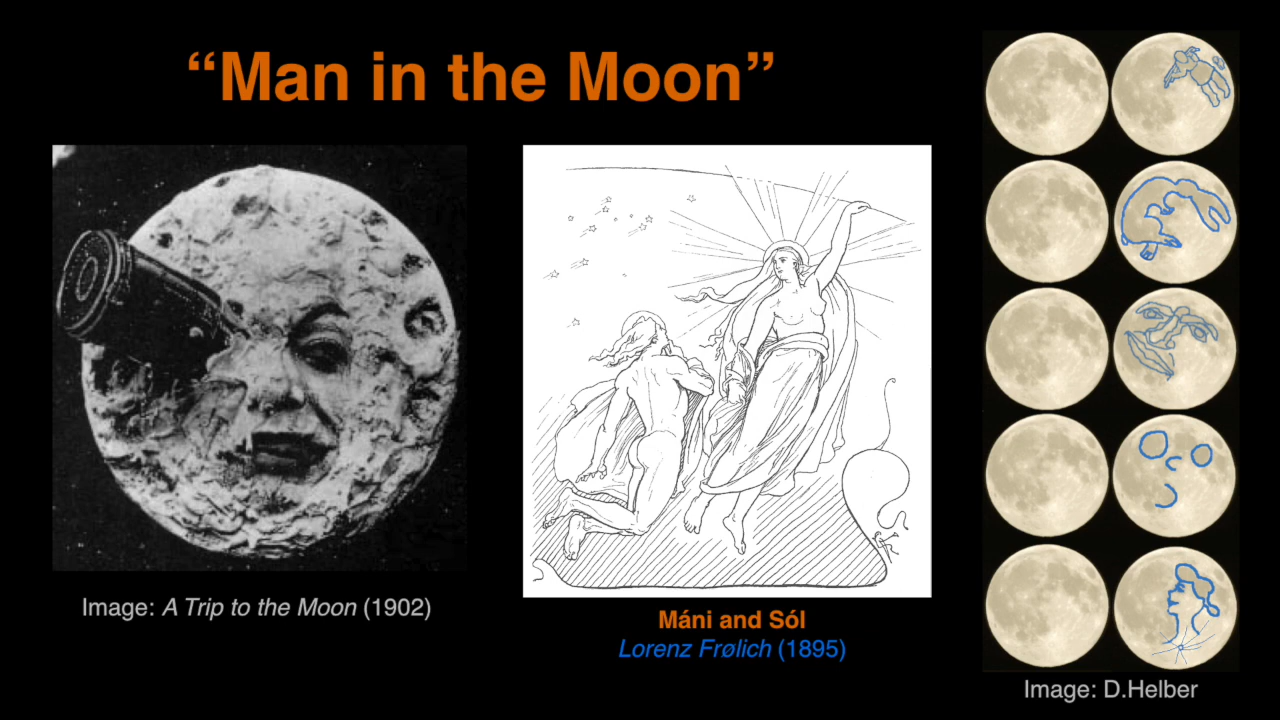 “Man in the Moon”
Image: A Trip to the Moon (1902)
Máni and Sól
Lorenz Frølich (1895)
Image: D.Helber